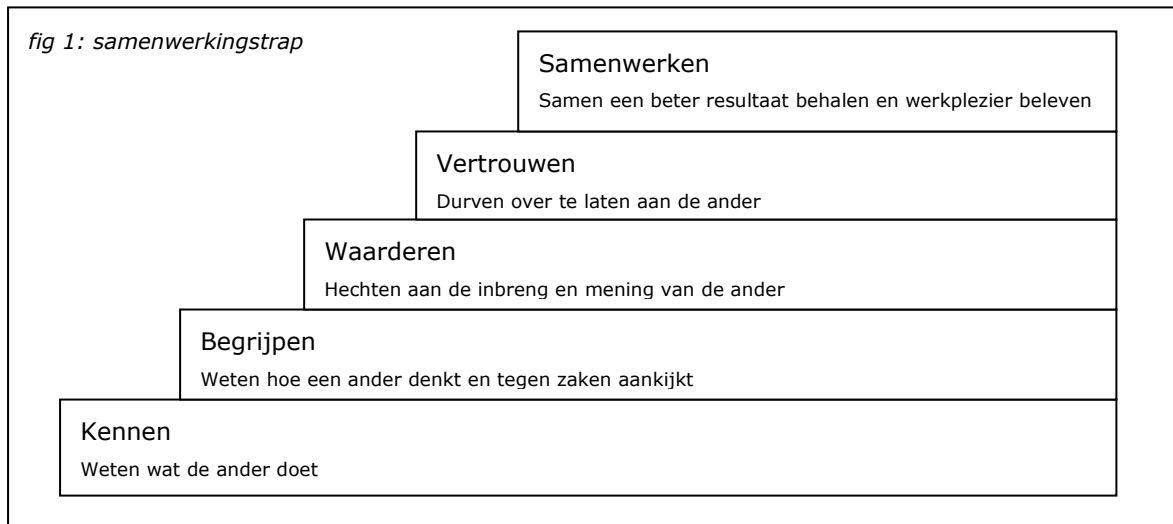 fig 1: samenwerkingstrap
Samenwerken
Samen een beter resultaat behalen en werkplezier beleven
Vertrouwen
Durven over te laten aan de ander
Waarderen
Hechten aan de inbreng en mening van de ander
Begrijpen
Weten hoe een ander denkt en tegen zaken aankijkt
Kennen
Weten wat de ander doet